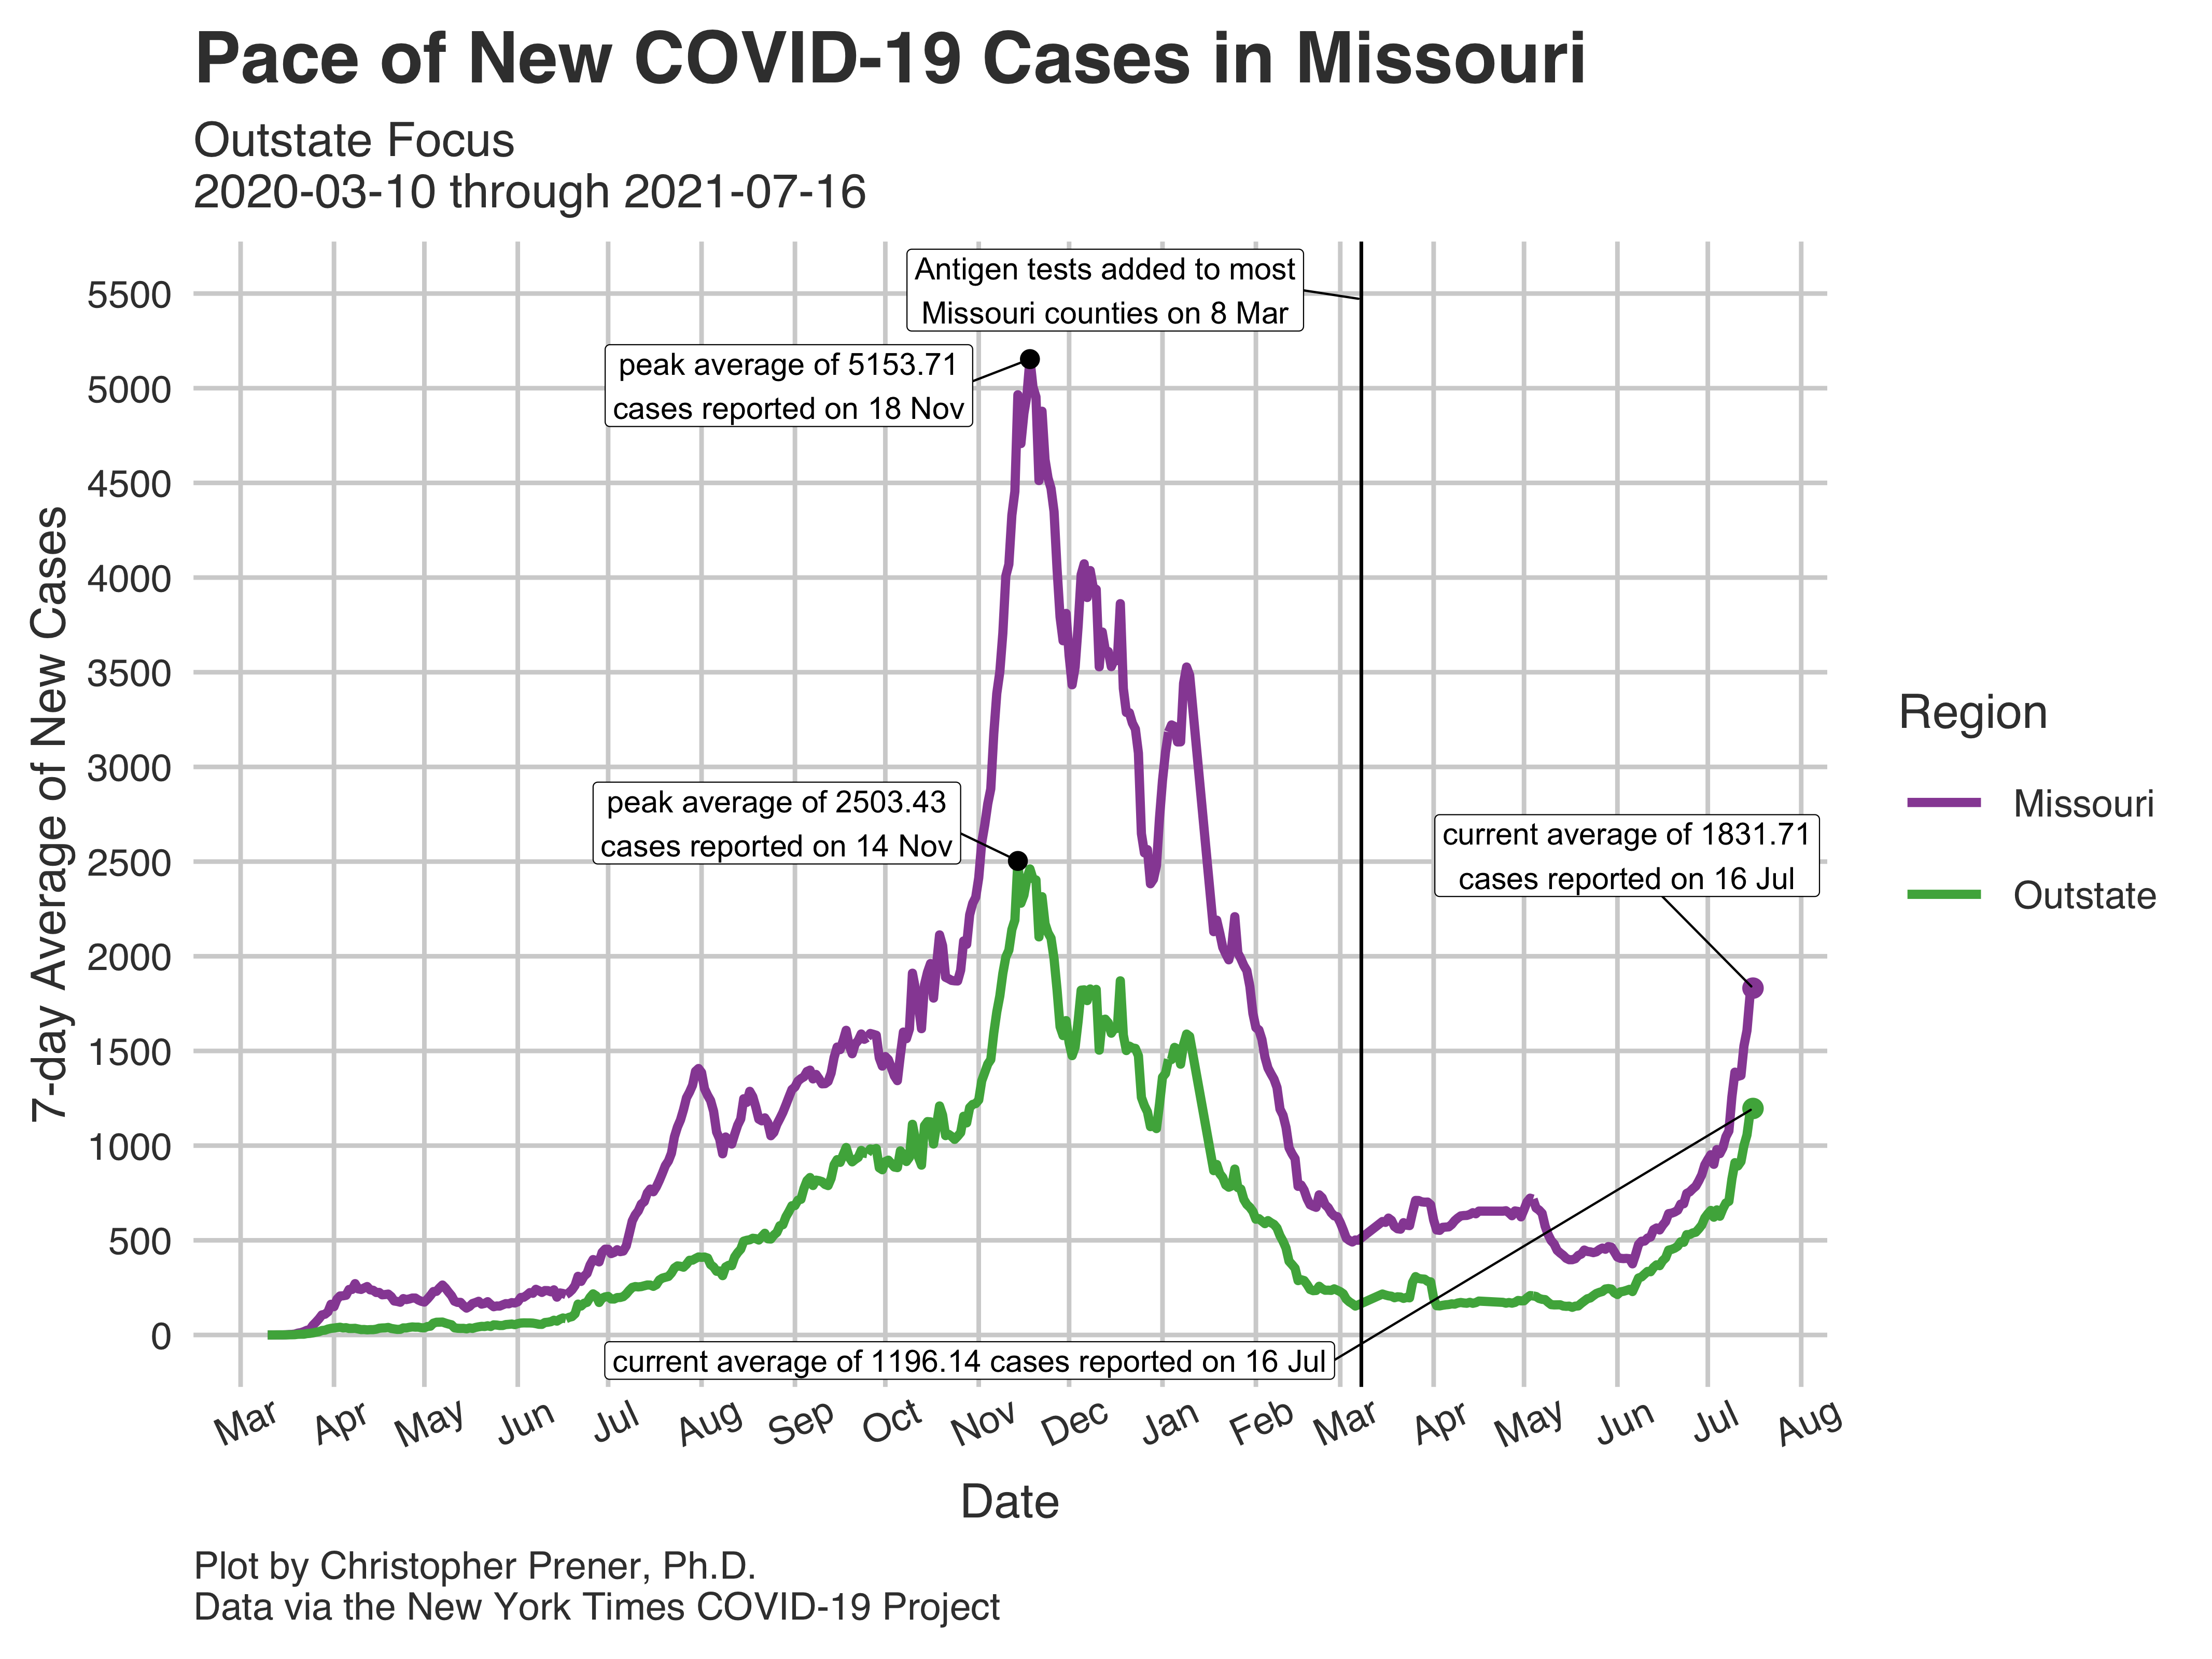 Pace of New COVID-19 Cases in Missouri
Outstate Focus
2020-03-10 through 2021-07-16
Antigen tests added to most
Missouri counties on 8 Mar
peak average of 5153.71
cases reported on 18 Nov
peak average of 2503.43
cases reported on 14 Nov
current average of 1831.71
cases reported on 16 Jul
current average of 1196.14 cases reported on 16 Jul
7-day Average of New Cases
5500
5000
4500
4000
3500
3000
2500
2000
1500
1000
500
0
Mar Apr May Jun Jul Aug Sep Oct Nov Dec Jan Feb Mar Apr May Jun Jul Aug
Date
Region
Missouri
Outstate
Plot by Christopher Prener, Ph.D.
Data via the New York Times COVID-19 Project